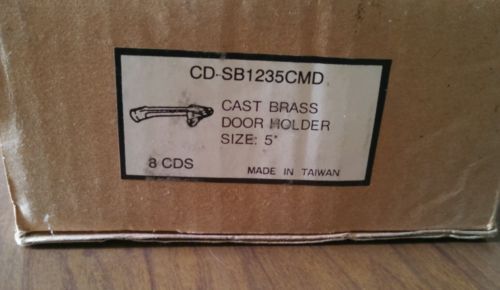 CD-SB1235CMD
CAST BRASS
DOOR HOLDER
SIZE: 5"
8 CDS
MADE IN TAIWAN